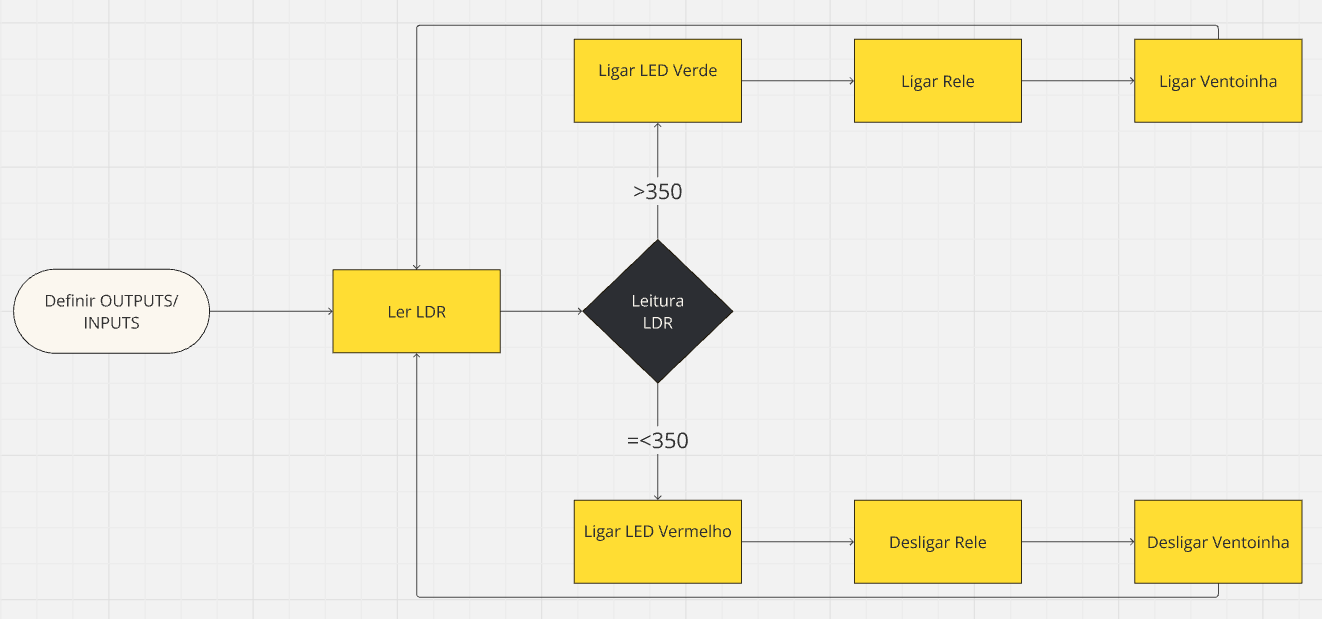 Ligar LED Verde
Ligar Rele
Ligar Ventoinha
>350
Definir OUTPUTS/
INPUTS
Ler LDR
Leitura
LDR
=<350
Ligar LED Vermelho
Desligar Rele
Desligar Ventoinha